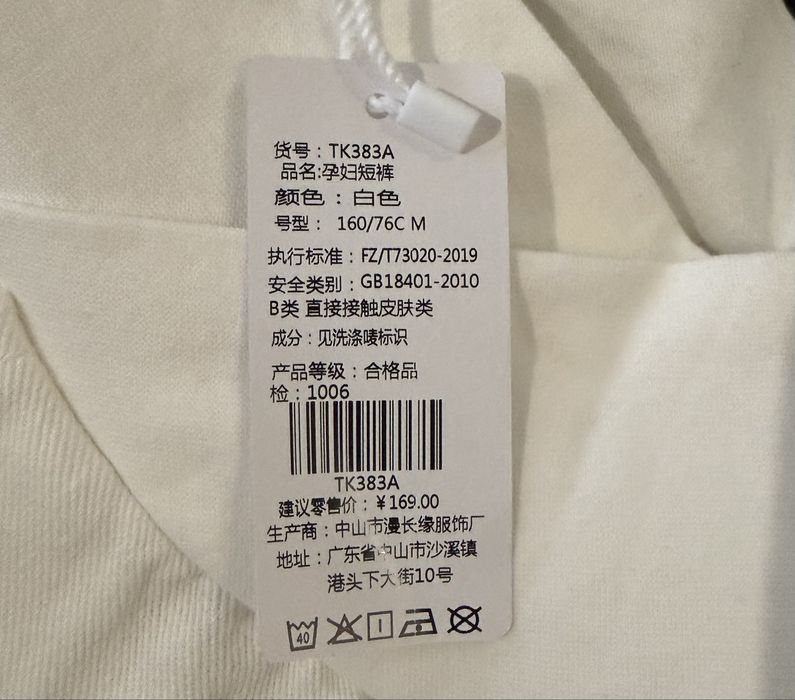 货号：TK383A
品名:孕妇短裤
颜色：白色
号型： 160/76C M
执行标准：FZ/T73020-2019
安全类别：GB18401-2010
B类 直接接触皮肤类
成分：见洗涤唛标识
产品等级：合格品
检：1006
TK383A
建议零售价：￥169.00
生产商：中山市漫长缘服饰厂
地址：广东省中山市沙溪镇
港头下大街10号
40